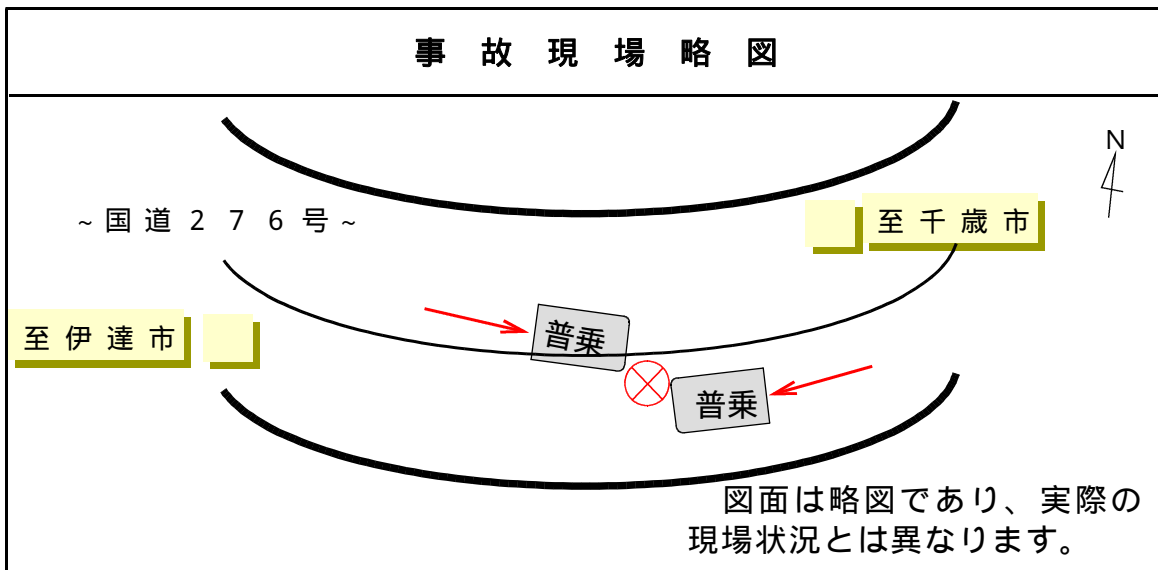 事故現場略図
N
~国道２７６号~
至千歳市
至伊達市
普乗
普乗
図面は略図であり、実際の
現場状況とは異なります。